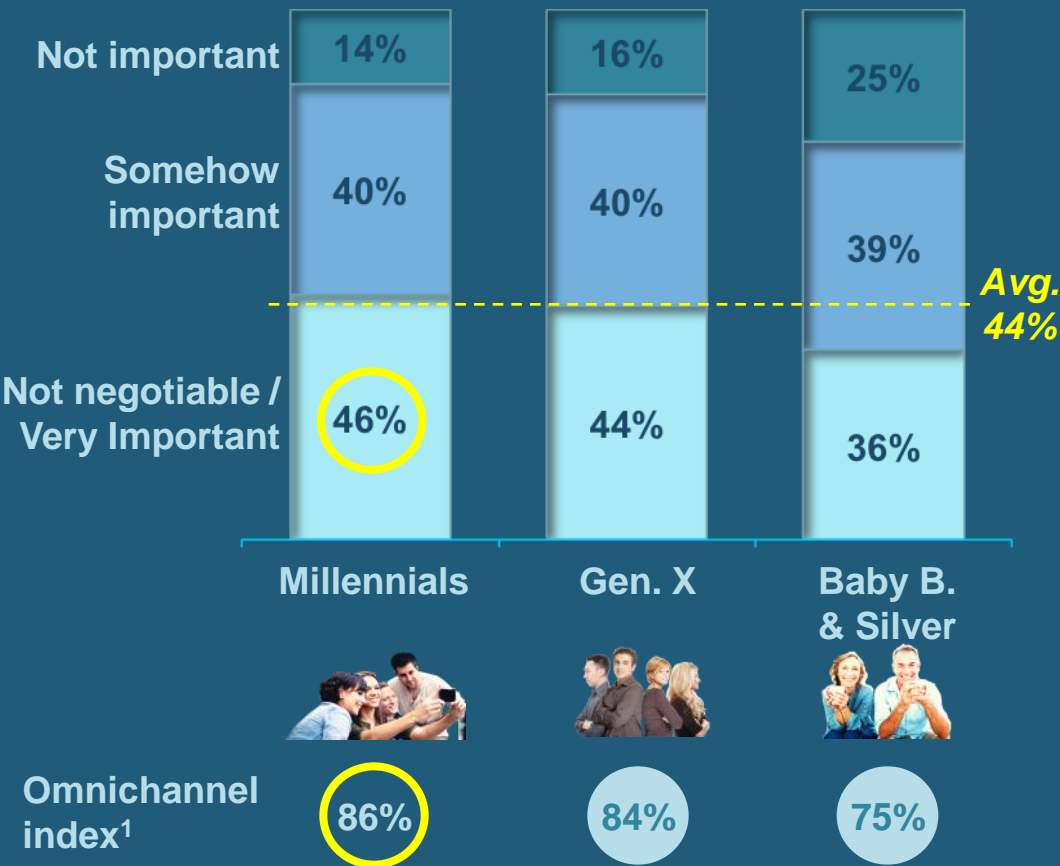 Not important
14%
16%
25%
Somehow
important
40%
40%
39%
Avg.
44%
Not negotiable /
Very Important
46%
44%
36%
Millennials
Gen. X
Baby B.
& Silver
Omnichannel
index¹
86%
84%
75%